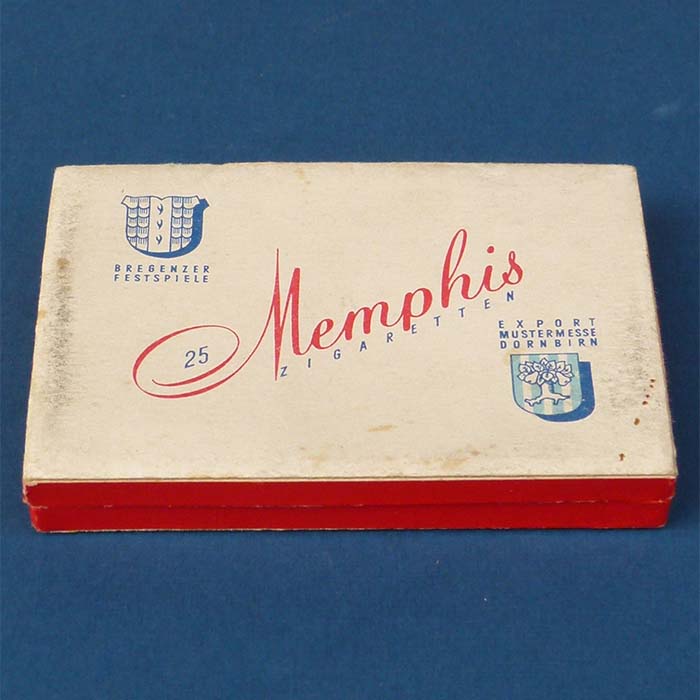 BREGENZER
FESTSPIELE
Memphis
25
ZIGARETTEN
EXPORT
MUSTERMESSE
DORNBIRN